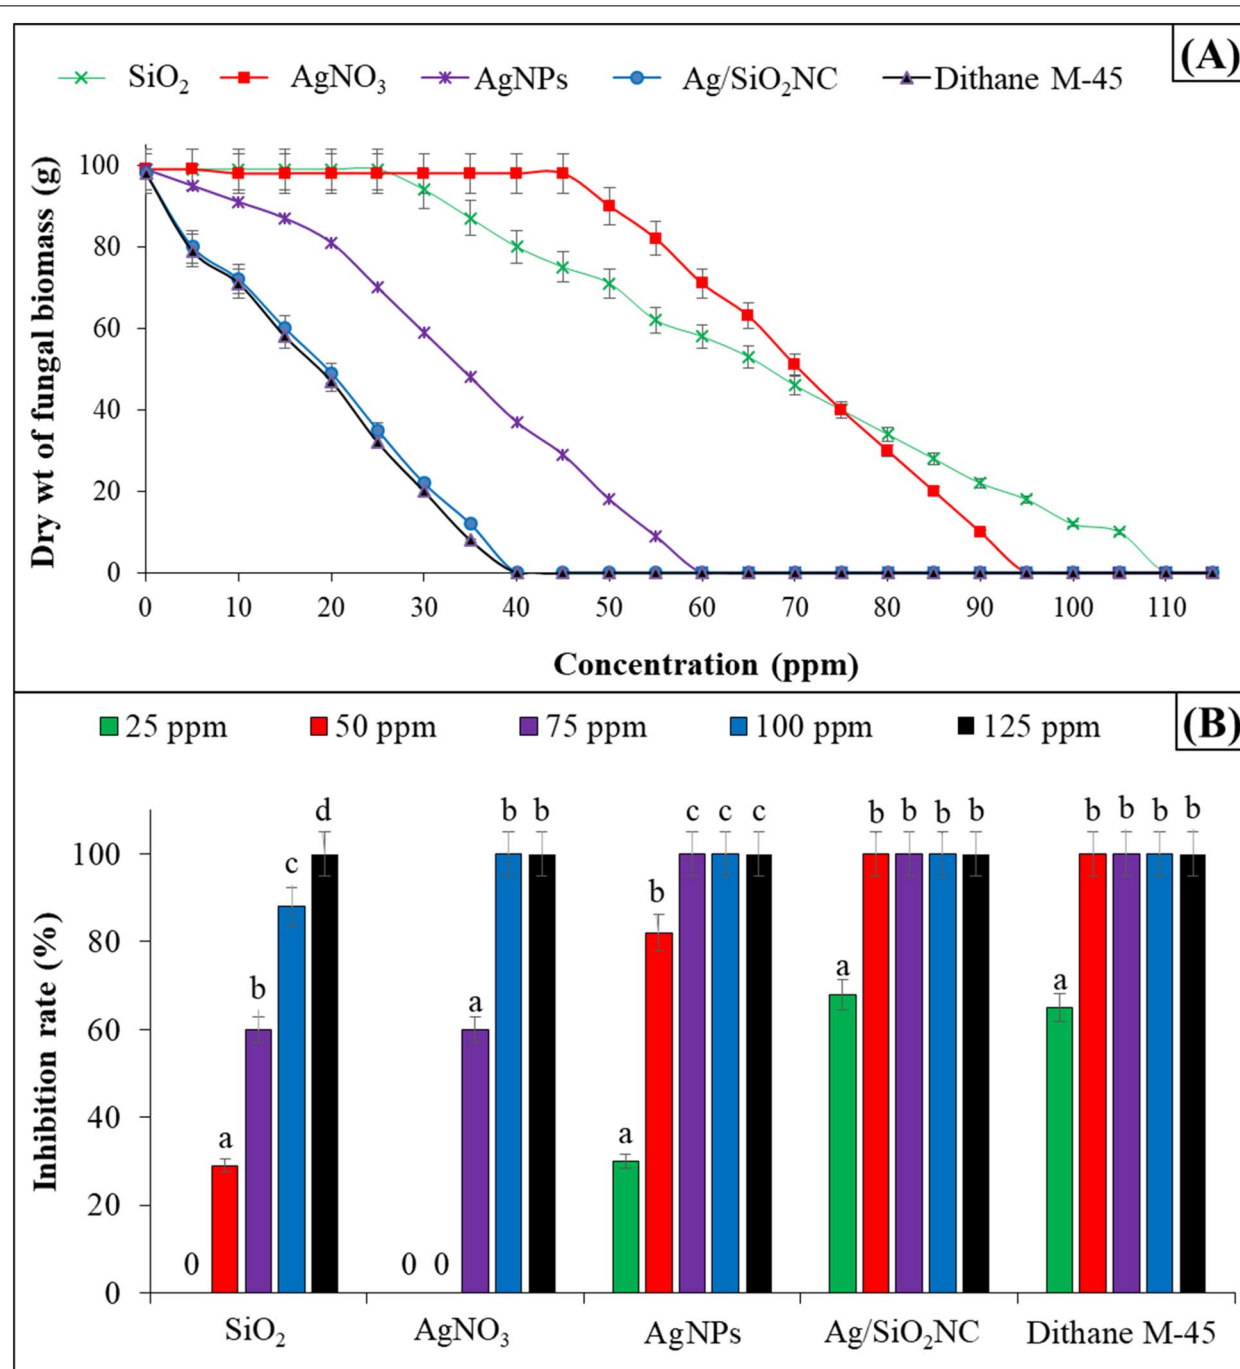 (A)
SiO₂ AgNO₃ AgNPs Ag/SiO₂NC Dithane M-45
Dry wt of fungal biomass (g)
100
80
60
40
20
0
0 10 20 30 40 50 60 70 80 90 100 110
Concentration (ppm)
(B)
25 ppm 50 ppm 75 ppm 100 ppm 125 ppm
Inhibition rate (%)
100
80
60
40
20
0
0 a b c d
0 0 a b b
a b c c c
a b b b b
a b b b b
SiO₂ AgNO₃ AgNPs Ag/SiO₂NC Dithane M-45